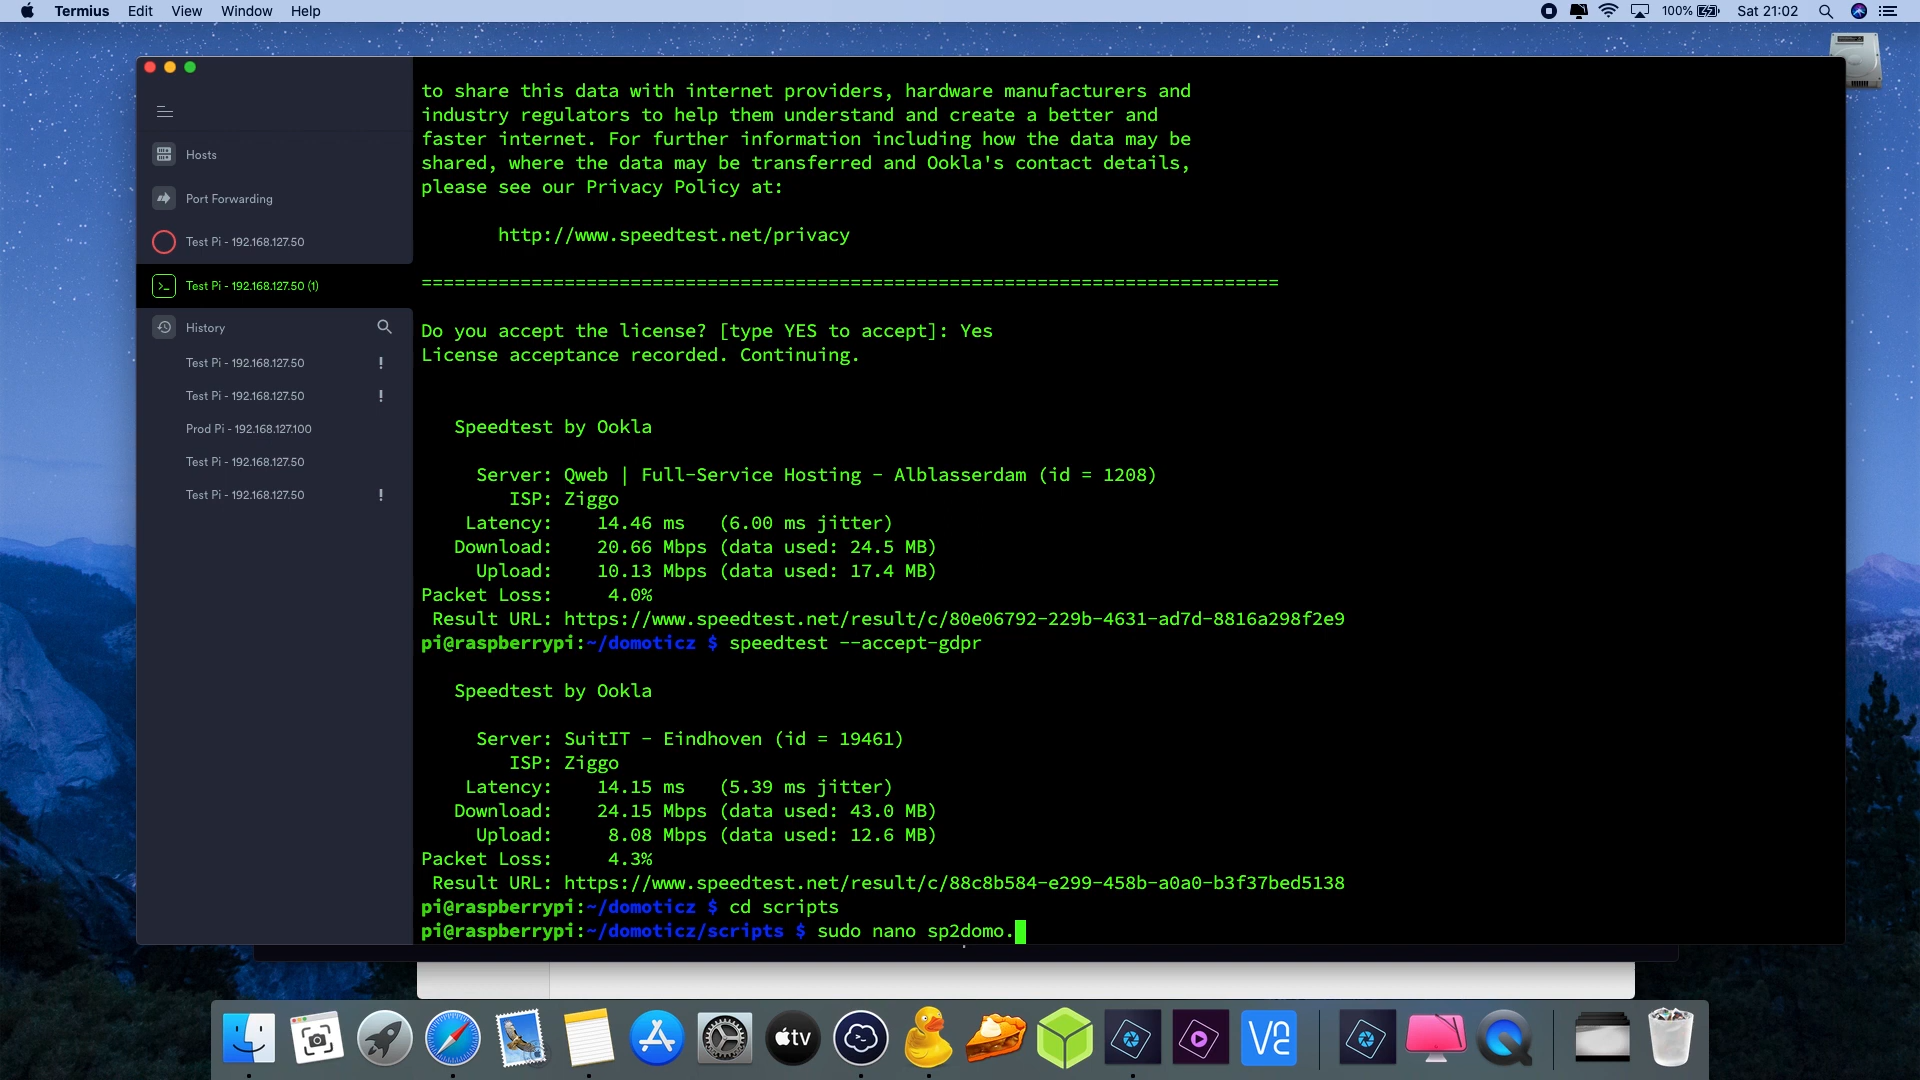 Termius Edit View Window Help
100% Sat 21:02
Hosts
Port Forwarding
Test Pi - 192.168.127.50
Test Pi - 192.168.127.50 (1)
History
Test Pi - 192.168.127.50 !
Test Pi - 192.168.127.50 !
Prod Pi - 192.168.127.100
Test Pi - 192.168.127.50
Test Pi - 192.168.127.50 !
to share this data with internet providers, hardware manufacturers and
industry regulators to help them understand and create a better and
faster internet. For further information including how the data may be
shared, where the data may be transferred and Ookla's contact details,
please see our Privacy Policy at:
http://www.speedtest.net/privacy
==============================================================================
Do you accept the license? [type YES to accept]: Yes
License acceptance recorded. Continuing.
Speedtest by Ookla
Server: Qweb | Full-Service Hosting - Alblasserdam (id = 1208)
ISP: Ziggo
Latency: 14.46 ms (6.00 ms jitter)
Download: 20.66 Mbps (data used: 24.5 MB)
Upload: 10.13 Mbps (data used: 17.4 MB)
Packet Loss: 4.0%
Result URL: https://www.speedtest.net/result/c/80e06792-229b-4631-ad7d-8816a298f2e9
pi@raspberrypi:~/domoticz $ speedtest --accept-gdpr
Speedtest by Ookla
Server: SuitIT - Eindhoven (id = 19461)
ISP: Ziggo
Latency: 14.15 ms (5.39 ms jitter)
Download: 24.15 Mbps (data used: 43.0 MB)
Upload: 8.08 Mbps (data used: 12.6 MB)
Packet Loss: 4.3%
Result URL: https://www.speedtest.net/result/c/88c8b584-e299-458b-a0a0-b3f37bed5138
pi@raspberrypi:~/domoticz $ cd scripts
pi@raspberrypi:~/domoticz/scripts $ sudo nano sp2domo.
tv